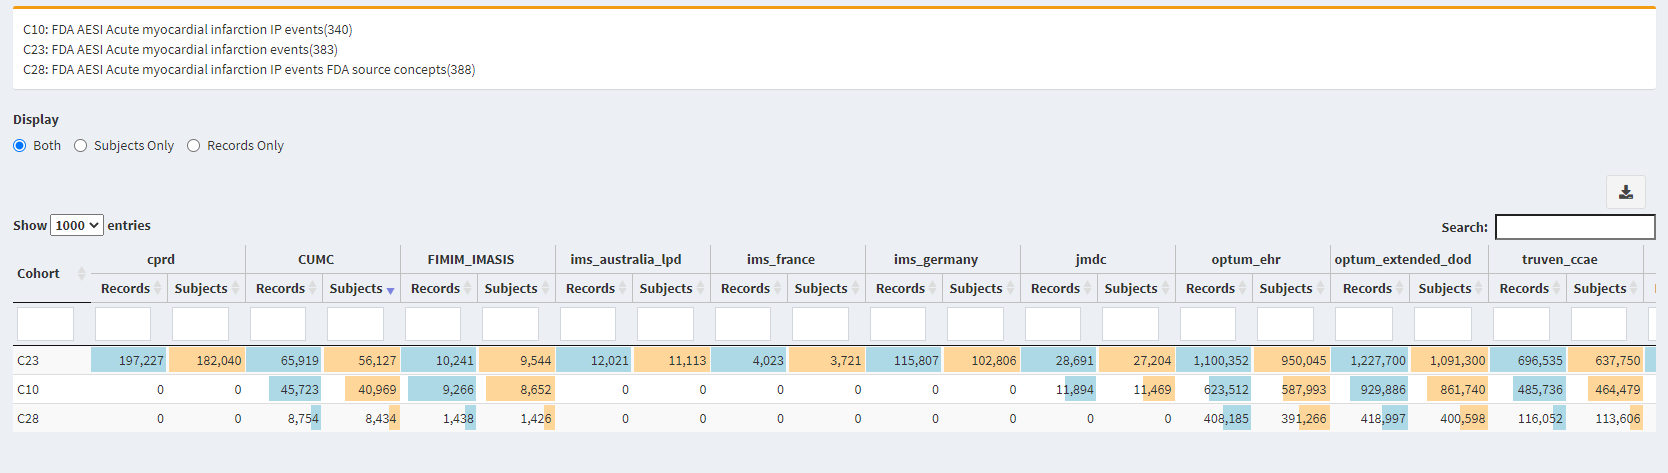 C10: FDA AESI Acute myocardial infarction IP events(340)
C23: FDA AESI Acute myocardial infarction events(383)
C28: FDA AESI Acute myocardial infarction IP events FDA source concepts(388)
Display
Both Subjects Only Records Only
Show 1000 entries Search:
Cohort cprd CUMC FIMIM_IMASIS ims_australia_lpd ims_france ims_germany jmdc optum_ehr optum_extended_dod truven_ccae
Records Subjects Records Subjects Records Subjects Records Subjects Records Subjects Records Subjects Records Subjects Records Subjects Records Subjects Records Subjects
C23 197,227 182,040 65,919 56,127 10,241 9,544 12,021 11,113 4,023 3,721 115,807 102,806 28,691 27,204 1,100,352 950,045 1,227,700 1,091,300 696,535 637,750
C10 0 0 45,723 40,969 9,266 8,652 0 0 0 0 0 0 11,894 11,469 623,512 587,993 929,886 861,740 485,736 464,479
C28 0 0 8,754 8,434 1,438 1,426 0 0 0 0 0 0 0 0 408,185 391,266 418,997 400,598 116,052 113,606